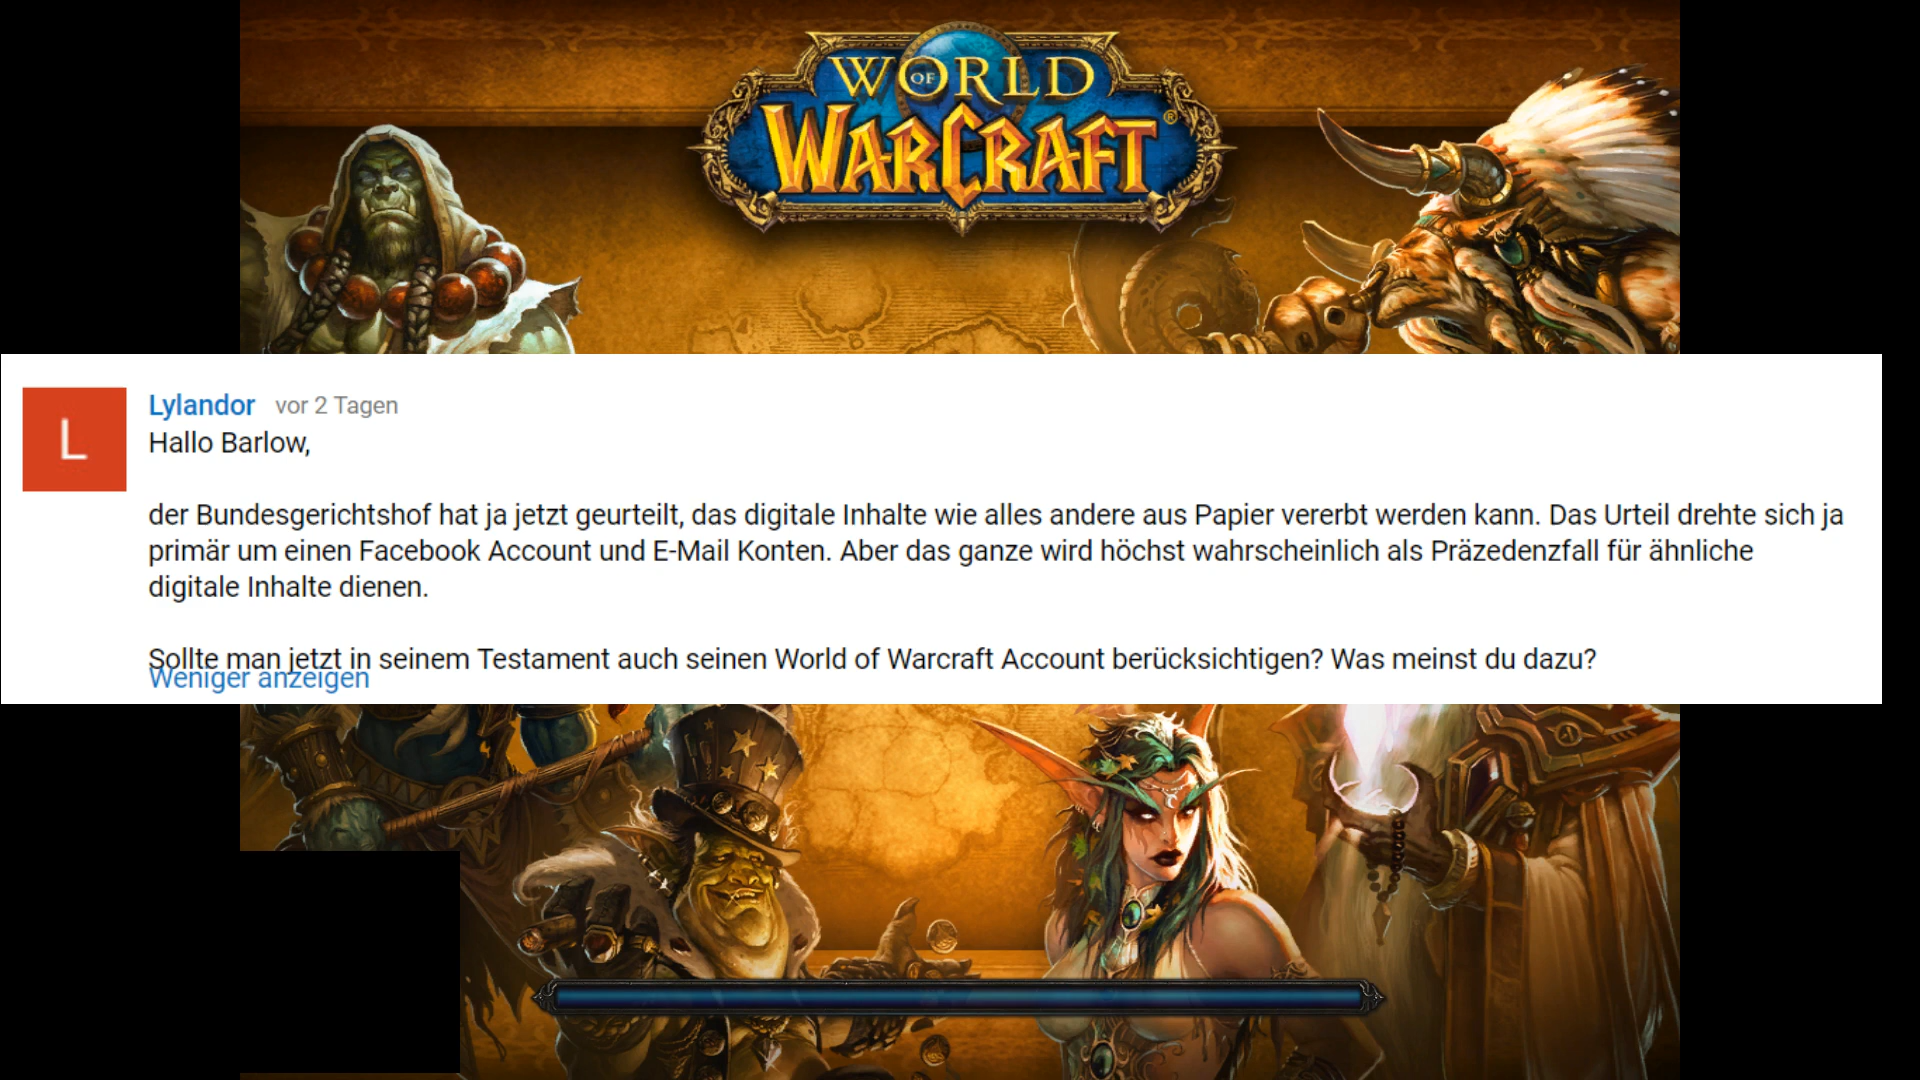 WORLD OF
WARCRAFT®
L
Lylandor vor 2 Tagen
Hallo Barlow,
der Bundesgerichtshof hat ja jetzt geurteilt, das digitale Inhalte wie alles andere aus Papier vererbt werden kann. Das Urteil drehte sich ja
primär um einen Facebook Account und E-Mail Konten. Aber das ganze wird höchst wahrscheinlich als Präzedenzfall für ähnliche
digitale Inhalte dienen.
Sollte man jetzt in seinem Testament auch seinen World of Warcraft Account berücksichtigen? Was meinst du dazu?
Weniger anzeigen